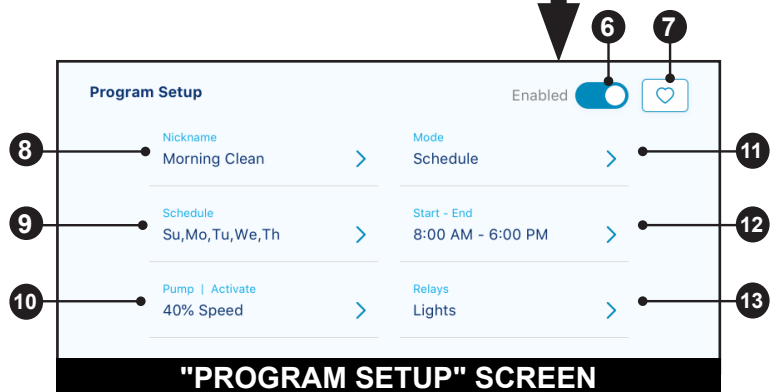 6 7
Program Setup Enabled
8 Nickname Mode 11
Morning Clean Schedule
9 Schedule Start - End 12
Su,Mo,Tu,We,Th 8:00 AM - 6:00 PM
10 Pump | Activate Relays 13
40% Speed Lights
"PROGRAM SETUP" SCREEN